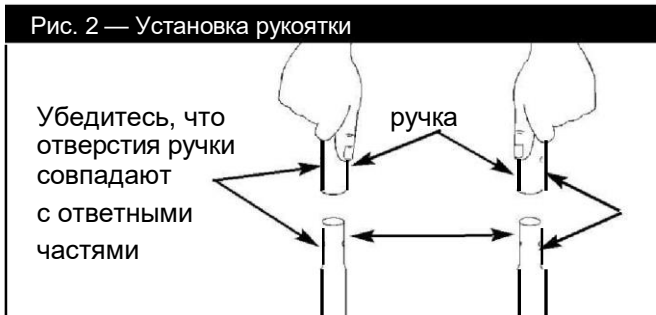 Рис. 2 — Установка рукоятки
Убедитесь, что
отверстия ручки
совпадают
с ответными
частями
ручка